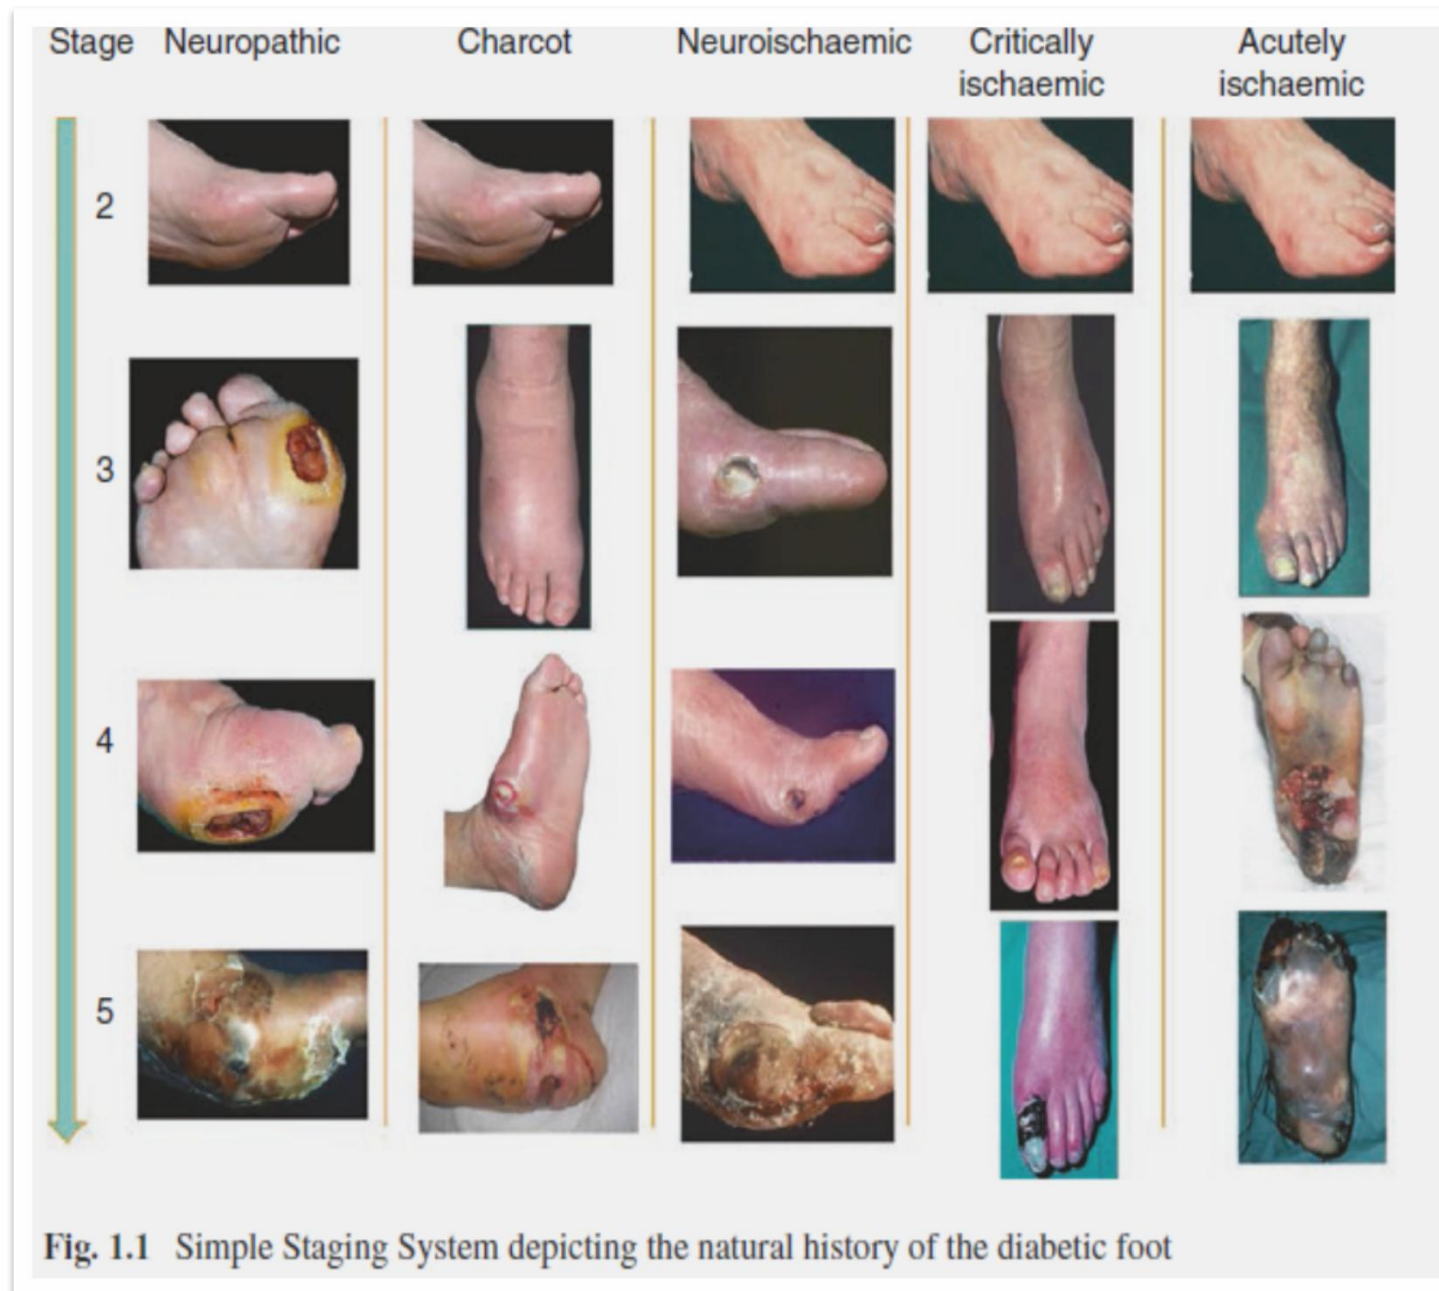 Stage Neuropathic Charcot Neuroischaemic Critically ischaemic Acutely ischaemic
2
3
4
5
Fig. 1.1 Simple Staging System depicting the natural history of the diabetic foot